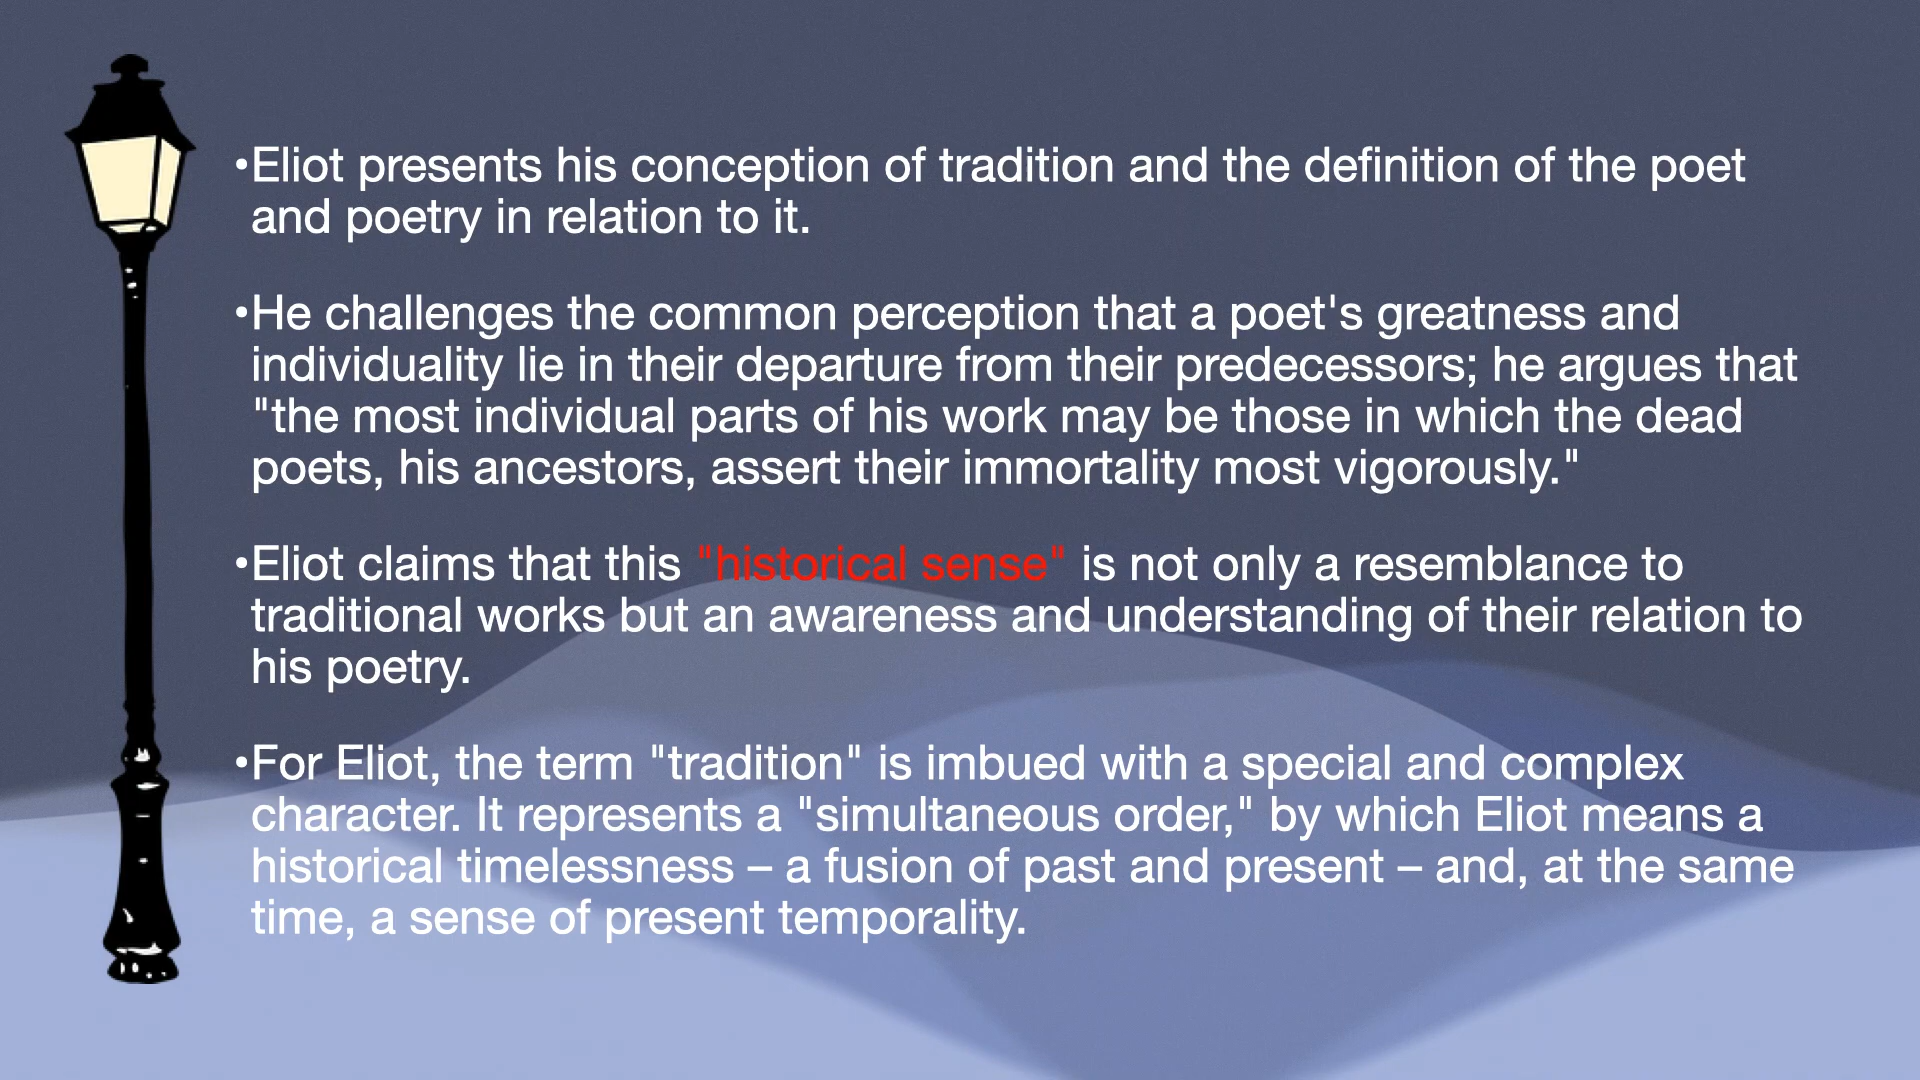 •Eliot presents his conception of tradition and the definition of the poet
and poetry in relation to it.
•He challenges the common perception that a poet's greatness and
individuality lie in their departure from their predecessors; he argues that
"the most individual parts of his work may be those in which the dead
poets, his ancestors, assert their immortality most vigorously."
•Eliot claims that this "historical sense" is not only a resemblance to
traditional works but an awareness and understanding of their relation to
his poetry.
•For Eliot, the term "tradition" is imbued with a special and complex
character. It represents a "simultaneous order," by which Eliot means a
historical timelessness – a fusion of past and present – and, at the same
time, a sense of present temporality.